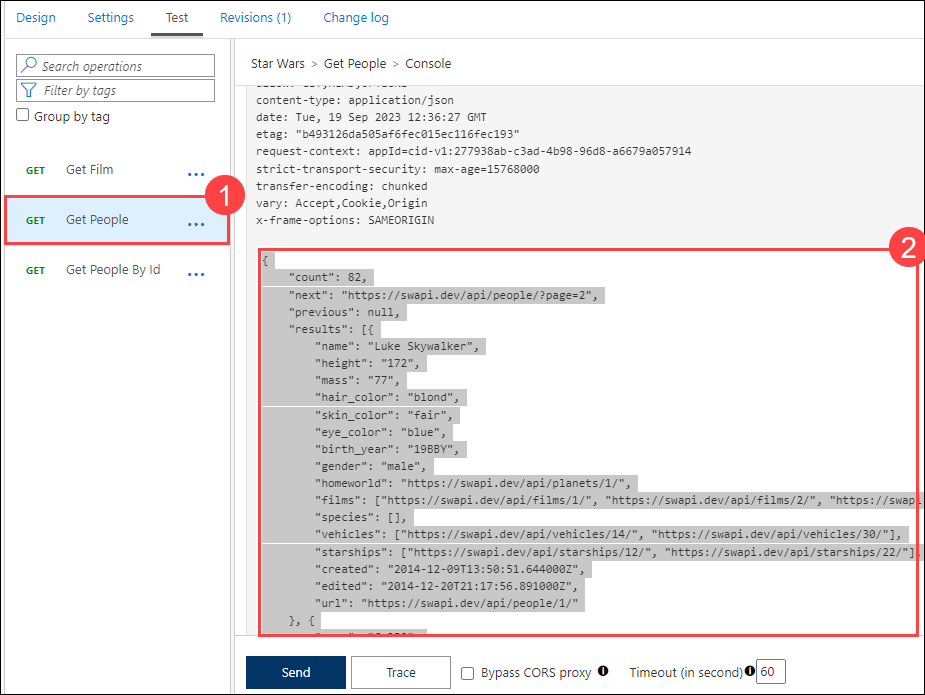 Design Settings Test Revisions (1) Change log
Search operations
Filter by tags
Group by tag
GET Get Film ...
1
GET Get People ...
GET Get People By Id ...
Star Wars > Get People > Console
content-type: application/json
date: Tue, 19 Sep 2023 12:36:27 GMT
etag: "b493126da505af6fec015ec116fec193"
request-context: appId=cid-v1:277938ab-c3ad-4b98-96d8-a6679a057914
strict-transport-security: max-age=15768000
transfer-encoding: chunked
vary: Accept,Cookie,Origin
x-frame-options: SAMEORIGIN
2
{
"count": 82,
"next": "https://swapi.dev/api/people/?page=2",
"previous": null,
"results": [{
"name": "Luke Skywalker",
"height": "172",
"mass": "77",
"hair_color": "blond",
"skin_color": "fair",
"eye_color": "blue",
"birth_year": "19BBY",
"gender": "male",
"homeworld": "https://swapi.dev/api/planets/1/",
"films": ["https://swapi.dev/api/films/1/", "https://swapi.dev/api/films/2/", "https://swapi
"species": [],
"vehicles": ["https://swapi.dev/api/vehicles/14/", "https://swapi.dev/api/vehicles/30/"],
"starships": ["https://swapi.dev/api/starships/12/", "https://swapi.dev/api/starships/22/"],
"created": "2014-12-09T13:50:51.644000Z",
"edited": "2014-12-20T21:17:56.891000Z",
"url": "https://swapi.dev/api/people/1/"
}, {
Send Trace Bypass CORS proxy Timeout (in second) 60